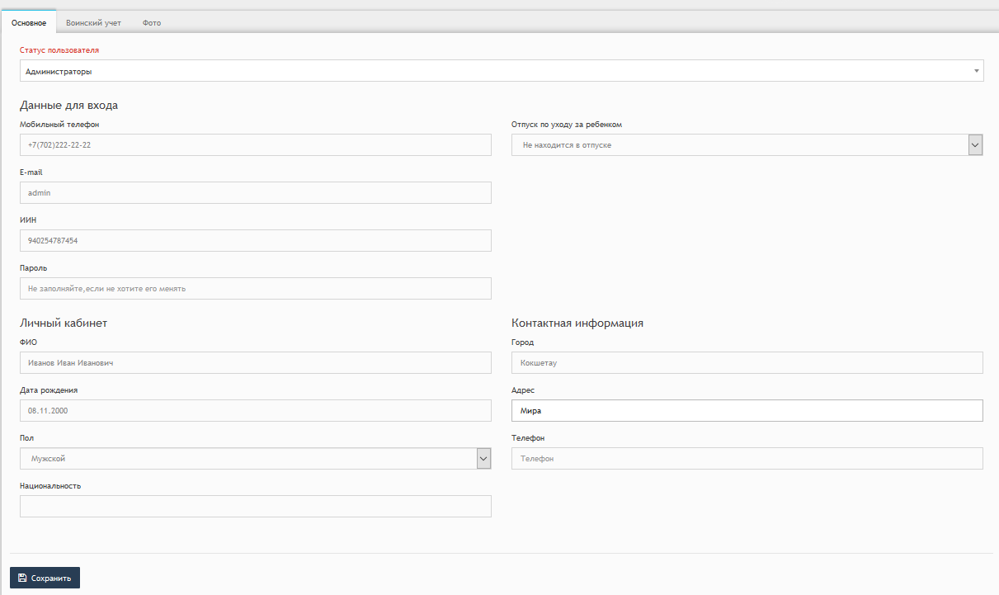 Основное Воинский учет Фото
Статус пользователя
Администраторы
Данные для входа
Мобильный телефон
+7(702)222-22-22
Отпуск по уходу за ребенком
Не находится в отпуске
E-mail
admin
ИИН
940254787454
Пароль
Не заполняйте,если не хотите его менять
Личный кабинет
ФИО
Иванов Иван Иванович
Дата рождения
08.11.2000
Пол
Мужской
Национальность
Контактная информация
Город
Кокшетау
Адрес
Мира
Телефон
Телефон
Сохранить